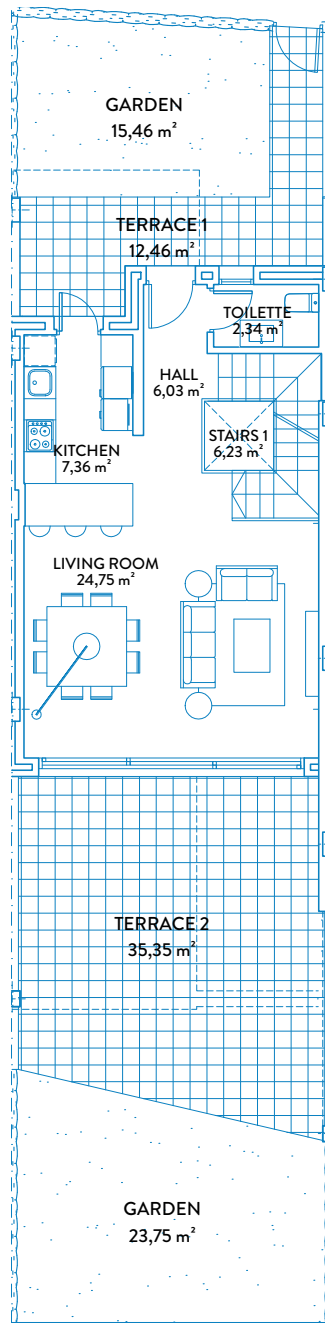 GARDEN
15,46 m²
TERRACE 1
12,46 m²
TOILETTE
2,34 m²
HALL
6,03 m²
STAIRS 1
6,23 m²
KITCHEN
7,36 m²
LIVING ROOM
24,75 m²
TERRACE 2
35,35 m²
GARDEN
23,75 m²